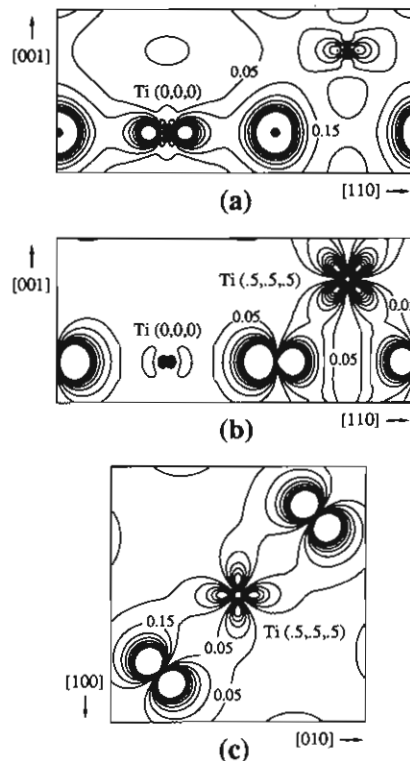 [001]
Ti (0,0,0)
0.05
0.15
[110]
(a)
[001]
Ti (.5,.5,.5)
Ti (0,0,0)
0.05
0.05
[110]
(b)
0.15
0.05
Ti (.5,.5,.5)
0.05
[100]
[010]
(c)